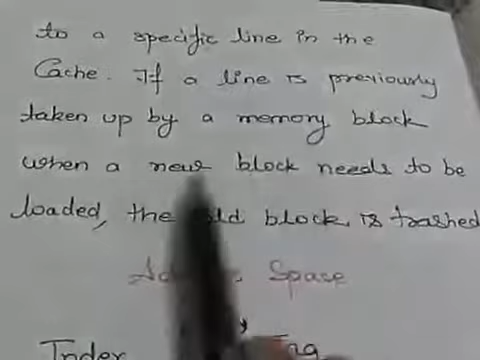 to a specific line in the
Cache. If a line is previously
taken up by a memory block
when a new block needs to be
loaded, the old block is trashed
Space
Index